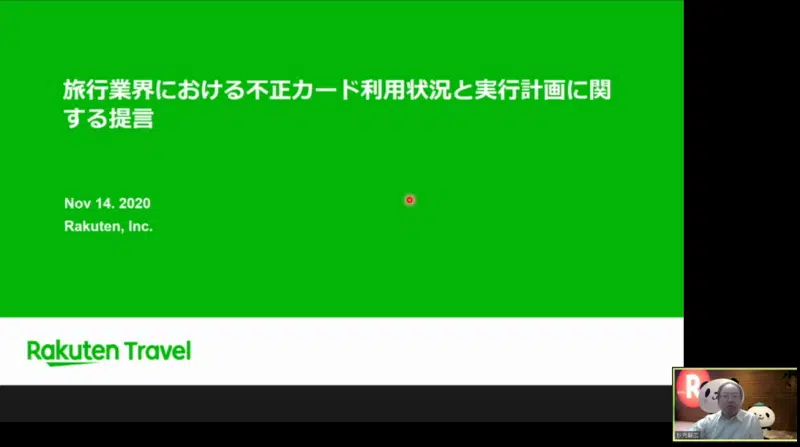 旅行業界における不正カード利用状況と実行計画に関
する提言
Nov 14. 2020
Rakuten, Inc.
Rakuten Travel
R